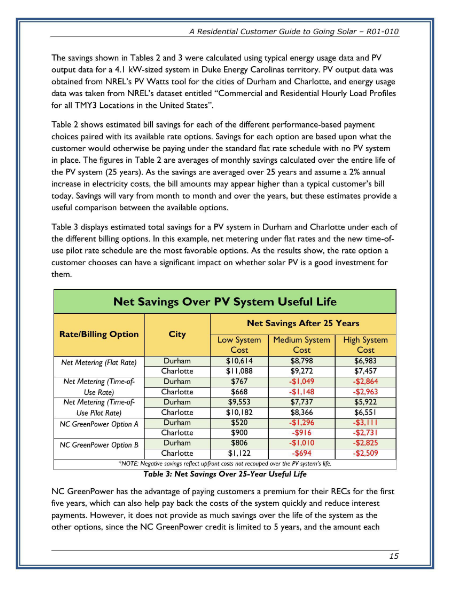 A Residential Customer Guide to Going Solar – R01-010
The savings shown in Tables 2 and 3 were calculated using typical energy usage data and PV
output data for a 4.1 kW-sized system in Duke Energy Carolinas territory. PV output data was
obtained from NREL's PV Watts tool for the cities of Durham and Charlotte, and energy usage
data was taken from NREL's dataset entitled "Commercial and Residential Hourly Load Profiles
for all TMY3 Locations in the United States".
Table 2 shows estimated bill savings for each of the different performance-based payment
choices paired with its available rate options. Savings for each option are based upon what the
customer would otherwise be paying under the standard flat rate schedule with no PV system
in place. The figures in Table 2 are averages of monthly savings calculated over the entire life of
the PV system (25 years). As the savings are averaged over 25 years and assume a 2% annual
increase in electricity costs, the bill amounts may appear higher than a typical customer's bill
today. Savings will vary from month to month and over the years, but these estimates provide a
useful comparison between the available options.
Table 3 displays estimated total savings for a PV system in Durham and Charlotte under each of
the different billing options. In this example, net metering under flat rates and the new time-of-
use pilot rate schedule are the most favorable options. As the results show, the rate option a
customer chooses can have a significant impact on whether solar PV is a good investment for
them.
Net Savings Over PV System Useful Life
Rate/Billing Option City Net Savings After 25 Years
Low System Cost Medium System Cost High System Cost
Net Metering (Flat Rate) Durham $10,614 $8,798 $6,983
Charlotte $11,088 $9,272 $7,457
Net Metering (Time-of- Durham $767 -$1,049 -$2,864
Use Rate) Charlotte $668 -$1,148 -$2,963
Net Metering (Time-of- Durham $9,553 $7,737 $5,922
Use Pilot Rate) Charlotte $10,182 $8,366 $6,551
NC GreenPower Option A Durham $520 -$1,296 -$3,111
Charlotte $900 -$916 -$2,731
NC GreenPower Option B Durham $806 -$1,010 -$2,825
Charlotte $1,122 -$694 -$2,509
*NOTE: Negative savings reflect upfront costs not recouped over the PV system's life.
Table 3: Net Savings Over 25-Year Useful Life
NC GreenPower has the advantage of paying customers a premium for their RECs for the first
five years, which can also help pay back the costs of the system quickly and reduce interest
payments. However, it does not provide as much savings over the life of the system as the
other options, since the NC GreenPower credit is limited to 5 years, and the amount each
15